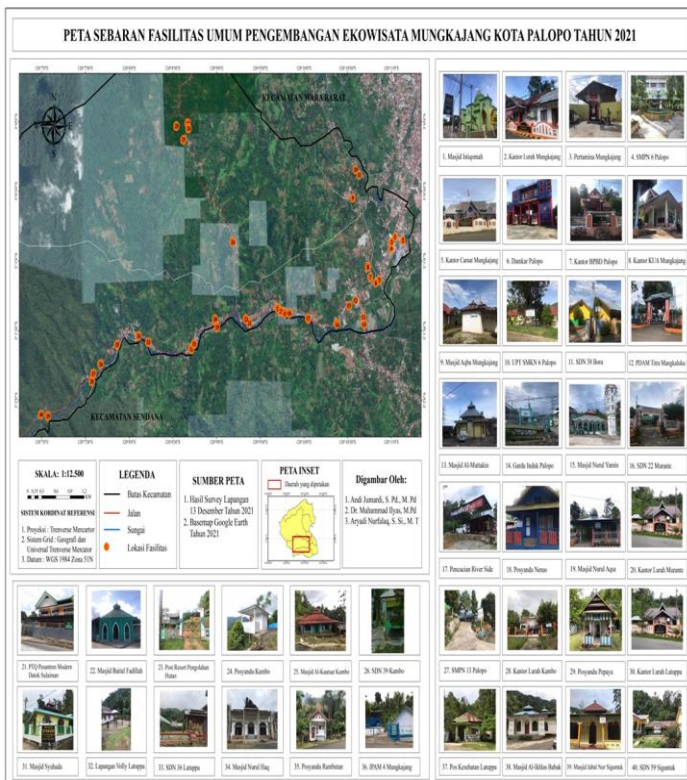 PETA SEBARAN FASILITAS UMUM PENGEMBANGAN EKOWISATA MUNGKAJANG KOTA PALOPO TAHUN 2021
KECAMATAN WARA BARAT
N
KECAMATAN SENDANA
SKALA: 1:12.500
SISTEM KORDINAT REFERENSI
1. Proyeksi : Trenverse Mercartor
2. Sistem Grid : Geografi dan
Universal Trenverse Mercator
3. Datum : WGS 1984 Zona 51N
LEGENDA
Batas Kecamatan
Jalan
Sungai
Lokasi Fasilitas
SUMBER PETA
1. Hasil Survey Lapangan
13 Desember Tahun 2021
2. Basemap Google Earth
Tahun 2021
PETA INSET
Daerah yang dipetakan
Digambar Oleh:
1. Andi Jumardi, S. Pd., M. Pd
2. Dr. Muhammad Ilyas, M.Pd
3. Aryadi Nurfalaq, S. Si., M. T
1. Masjid Istiqomah
2. Kantor Lurah Mungkajang
3. Pertamina Mungkajang
4. SMPN 6 Palopo
5. Kantor Camat Mungkajang
6. Damkar Palopo
7. Kantor BPBD Palopo
8. Kantor KUA Mungkajang
9. Masjid Aqba Mungkajang
10. UPT SMKN 6 Palopo
11. SDN 38 Bora
12. PDAM Tirta Mangkaluku
13. Masjid Al-Muttakin
14. Gardu Induk Palopo
15. Masjid Nurul Yamin
16. SDN 22 Murante
17. Pencucian River Side
18. Posyandu Nenas
19. Masjid Nurul Aqsa
20. Kantor Lurah Murante
21. PTQ Pesantren Modern
Datok Sulaiman
22. Masjid Baitul Fadillah
23. Post Resort Pengolahan
Hutan
24. Posyandu Kambo
25. Masjid Al-Kautsar Kambo
26. SDN 39 Kambo
27. SMPN 13 Palopo
28. Kantor Lurah Kambo
29. Posyandu Pepaya
30. Kantor Lurah Latuppa
31. Masjid Syuhada
32. Lapangan Volly Latuppa
33. SDN 36 Latuppa
34. Masjid Nurul Haq
35. Posyandu Rambutan
36. IPAM 4 Mungkajang
37. Pos Kesehatan Latuppa
38. Masjid Al-Ikhlas Babak
39. Masjid Jabal Nur Siguntuk
40. SDN 59 Siguntuk